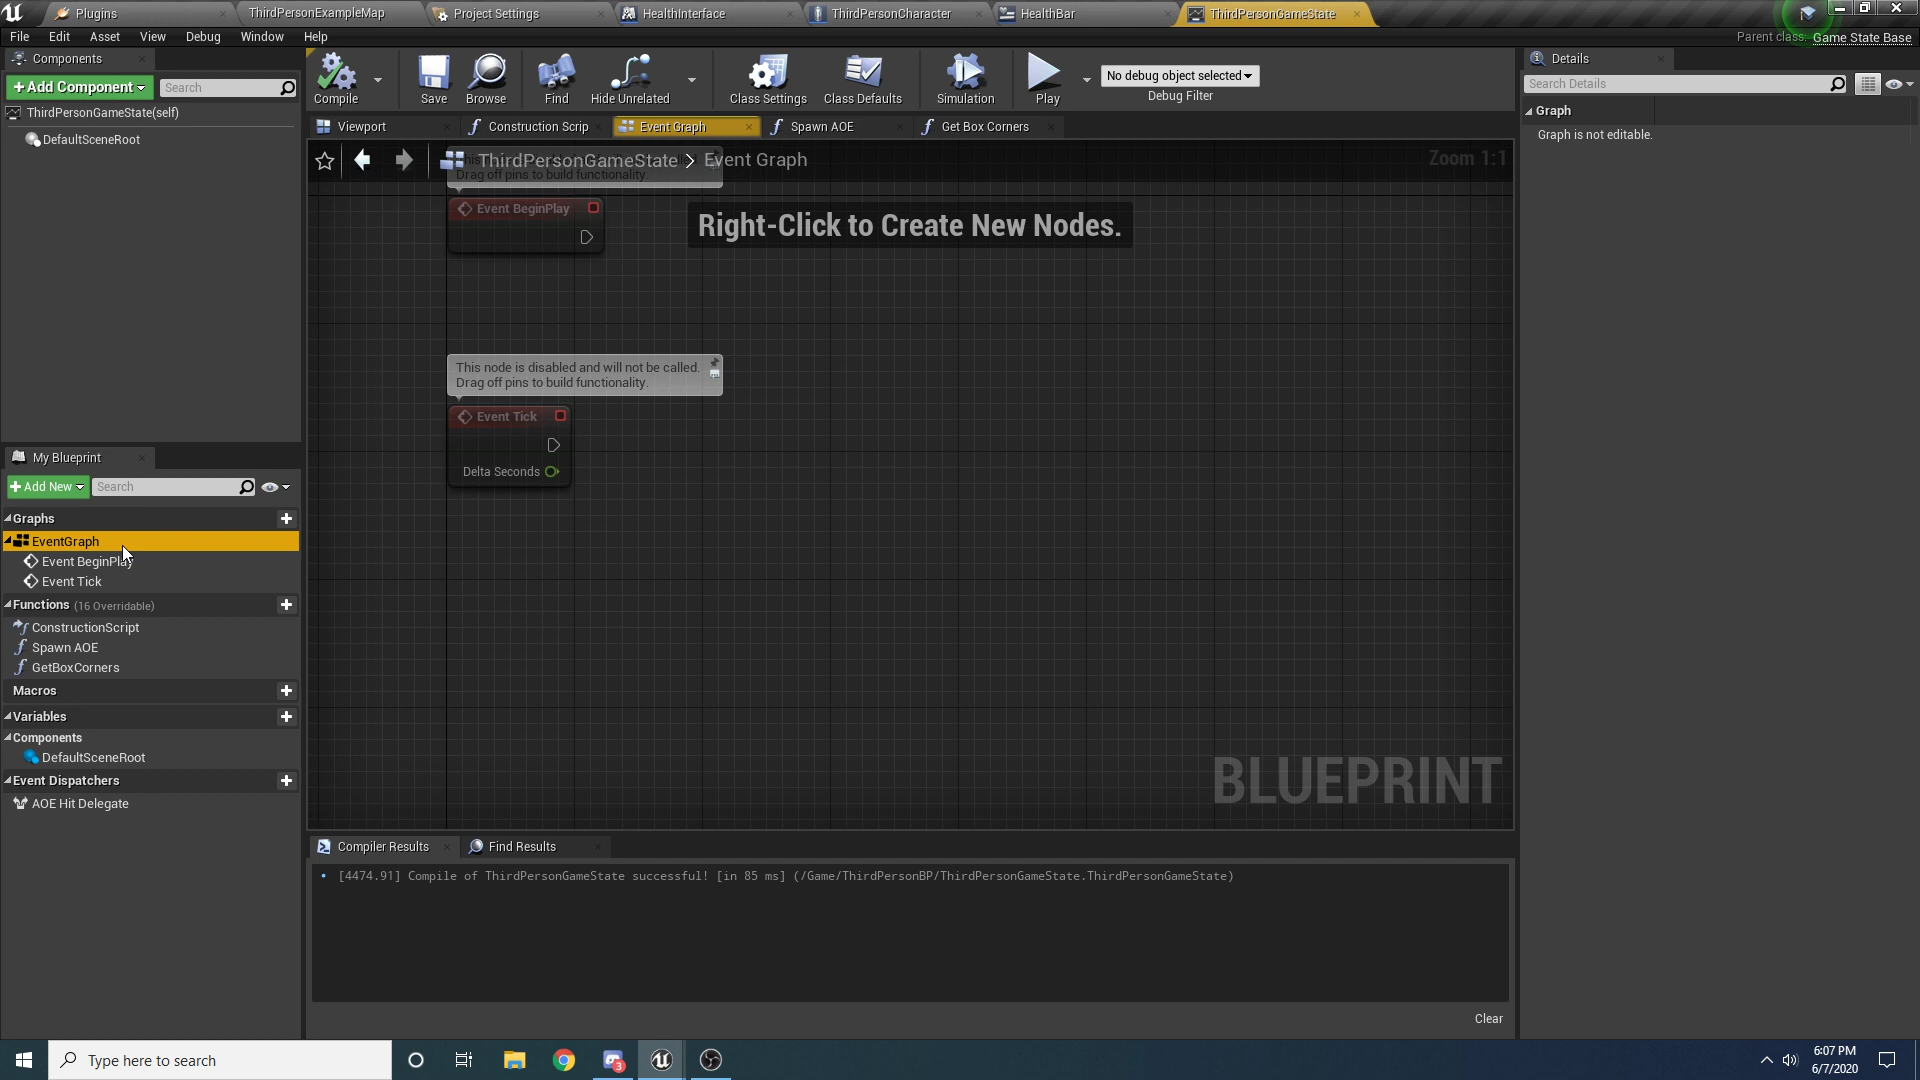 Plugins
ThirdPersonExampleMap
Project Settings
HealthInterface
ThirdPersonCharacter
HealthBar
ThirdPersonGameState
File Edit Asset View Debug Window Help
Parent class: Game State Base
Components
+Add Component
Search
ThirdPersonGameState(self)
DefaultSceneRoot
Compile
Save
Browse
Find
Hide Unrelated
Class Settings
Class Defaults
Simulation
Play
No debug object selected
Debug Filter
Details
Search Details
Graph
Graph is not editable.
Viewport
Construction Scrip
Event Graph
Spawn AOE
Get Box Corners
ThirdPersonGameState > Event Graph
Zoom 1:1
Drag off pins to build functionality.
Event BeginPlay
Right-Click to Create New Nodes.
This node is disabled and will not be called.
Drag off pins to build functionality.
Event Tick
Delta Seconds
BLUEPRINT
My Blueprint
+Add New
Search
Graphs
EventGraph
Event BeginPlay
Event Tick
Functions (16 Overridable)
ConstructionScript
Spawn AOE
GetBoxCorners
Macros
Variables
Components
DefaultSceneRoot
Event Dispatchers
AOE Hit Delegate
Compiler Results
Find Results
[4474.91] Compile of ThirdPersonGameState successful! [in 85 ms] (/Game/ThirdPersonBP/ThirdPersonGameState.ThirdPersonGameState)
Clear
Type here to search
3
6:07 PM
6/7/2020